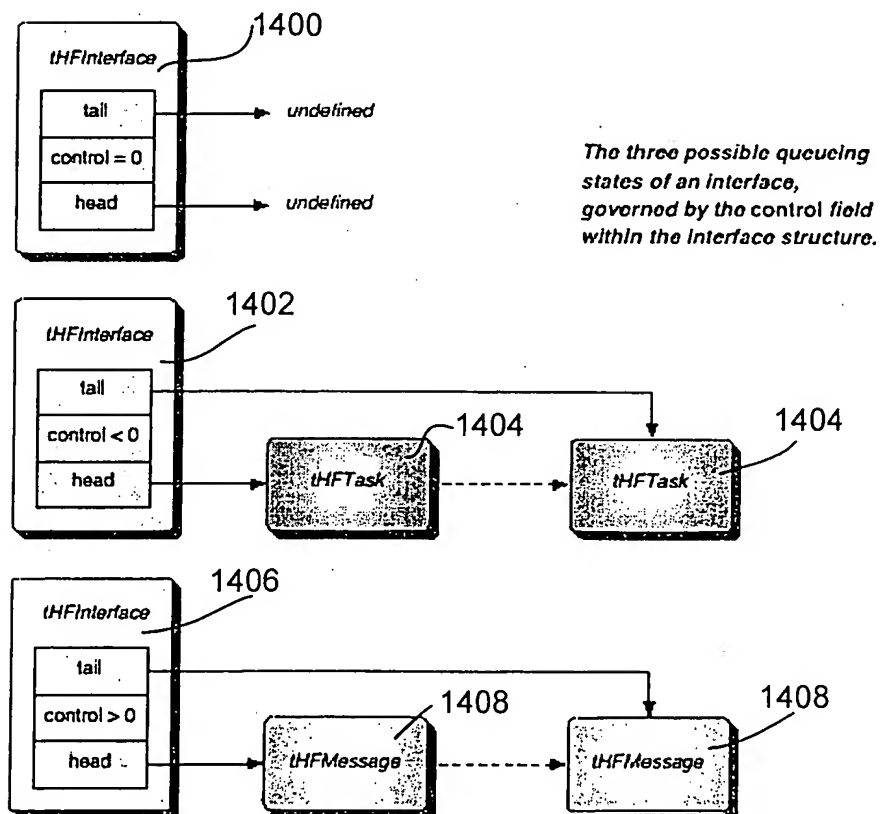 1400
tHFInterface
tail
undefined
control = 0
head
undefined
The three possible queueing
states of an interface,
governed by the control field
within the interface structure.
1402
tHFInterface
tail
control < 0
head
1404
tHFTask
1404
tHFTask
1406
tHFInterface
tail
control > 0
head
1408
tHFMessage
1408
tHFMessage